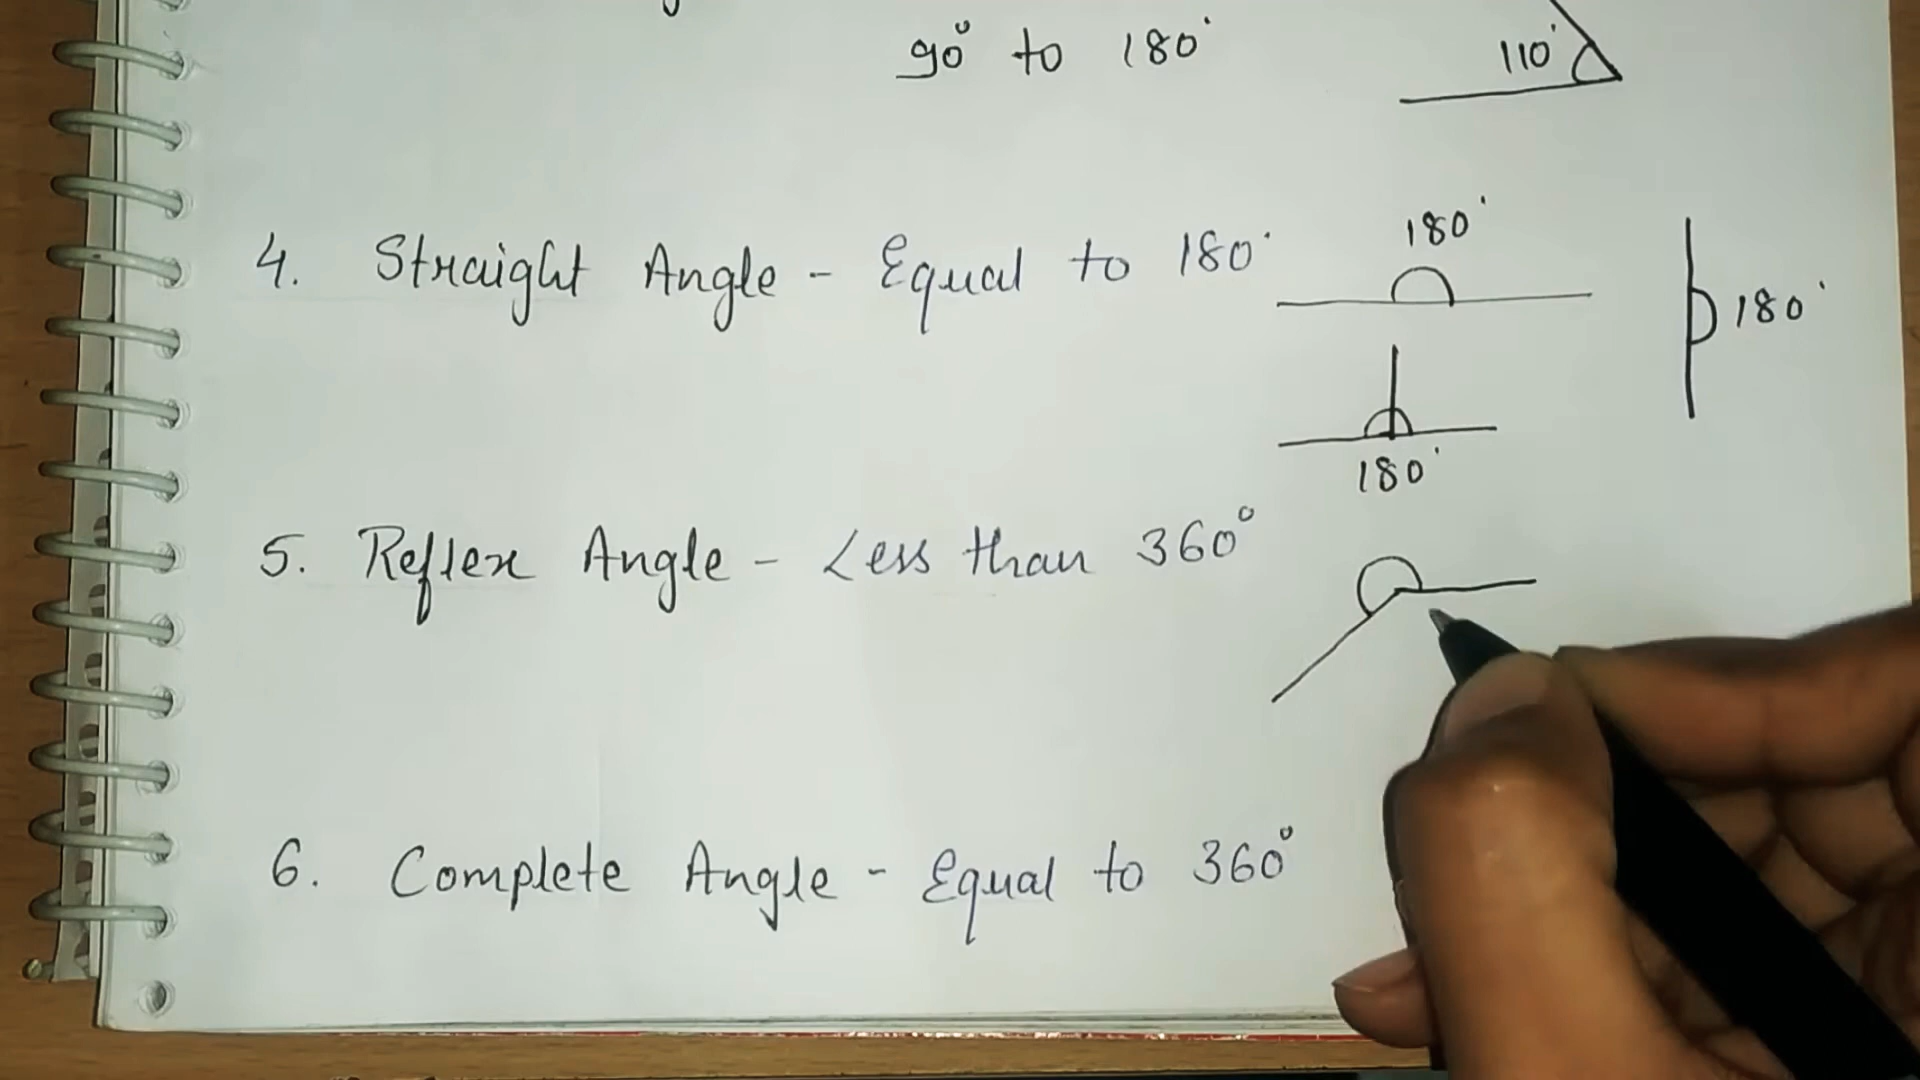 90° to 180°
110°
4. Straight Angle - Equal to 180°
180°
180°
180°
5. Reflex Angle - Less than 360°
6. Complete Angle - Equal to 360°